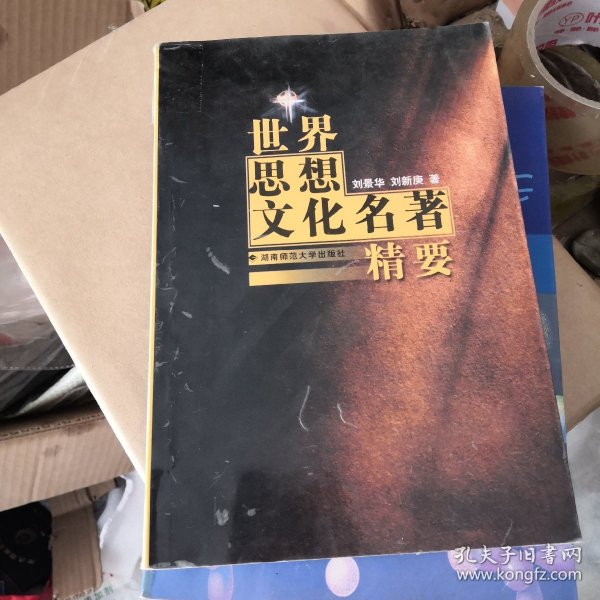 世界
思想
文化名著
精要
刘景华 刘新庚 著
湖南师范大学出版社
YP
孔夫子旧书网
www.kongfz.com